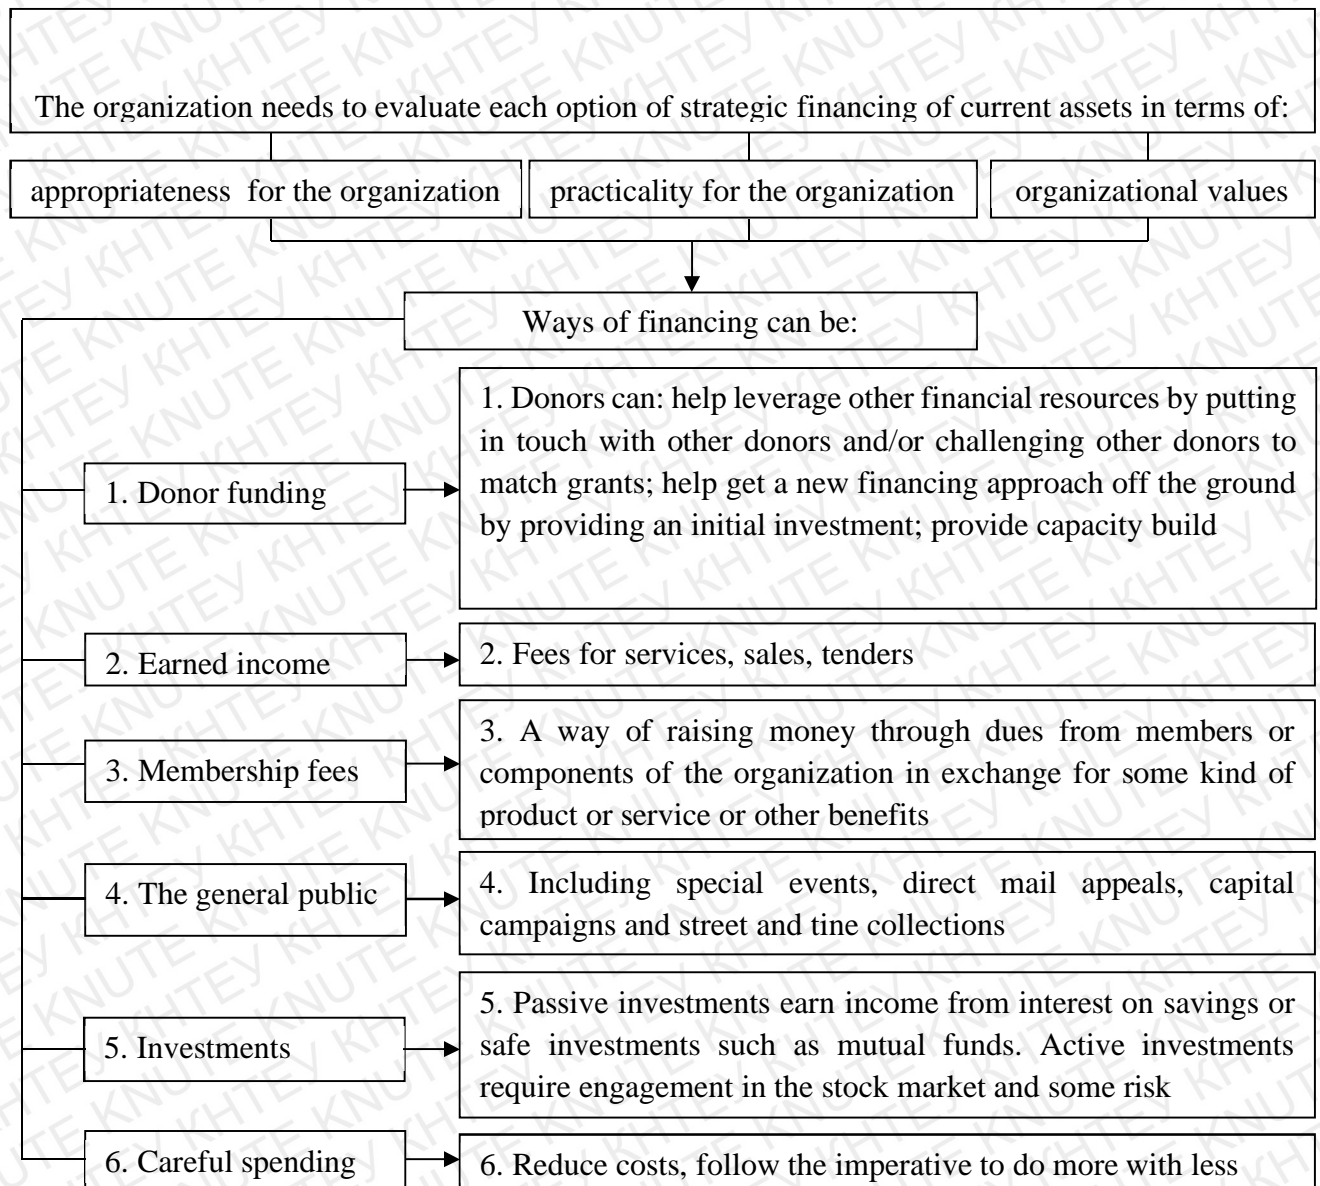 The organization needs to evaluate each option of strategic financing of current assets in terms of:
appropriateness for the organization
practicality for the organization
organizational values
Ways of financing can be:
1. Donor funding
1. Donors can: help leverage other financial resources by putting
in touch with other donors and/or challenging other donors to
match grants; help get a new financing approach off the ground
by providing an initial investment; provide capacity build
2. Earned income
2. Fees for services, sales, tenders
3. Membership fees
3. A way of raising money through dues from members or
components of the organization in exchange for some kind of
product or service or other benefits
4. The general public
4. Including special events, direct mail appeals, capital
campaigns and street and tine collections
5. Investments
5. Passive investments earn income from interest on savings or
safe investments such as mutual funds. Active investments
require engagement in the stock market and some risk
6. Careful spending
6. Reduce costs, follow the imperative to do more with less
KNUTE КНТЕУ